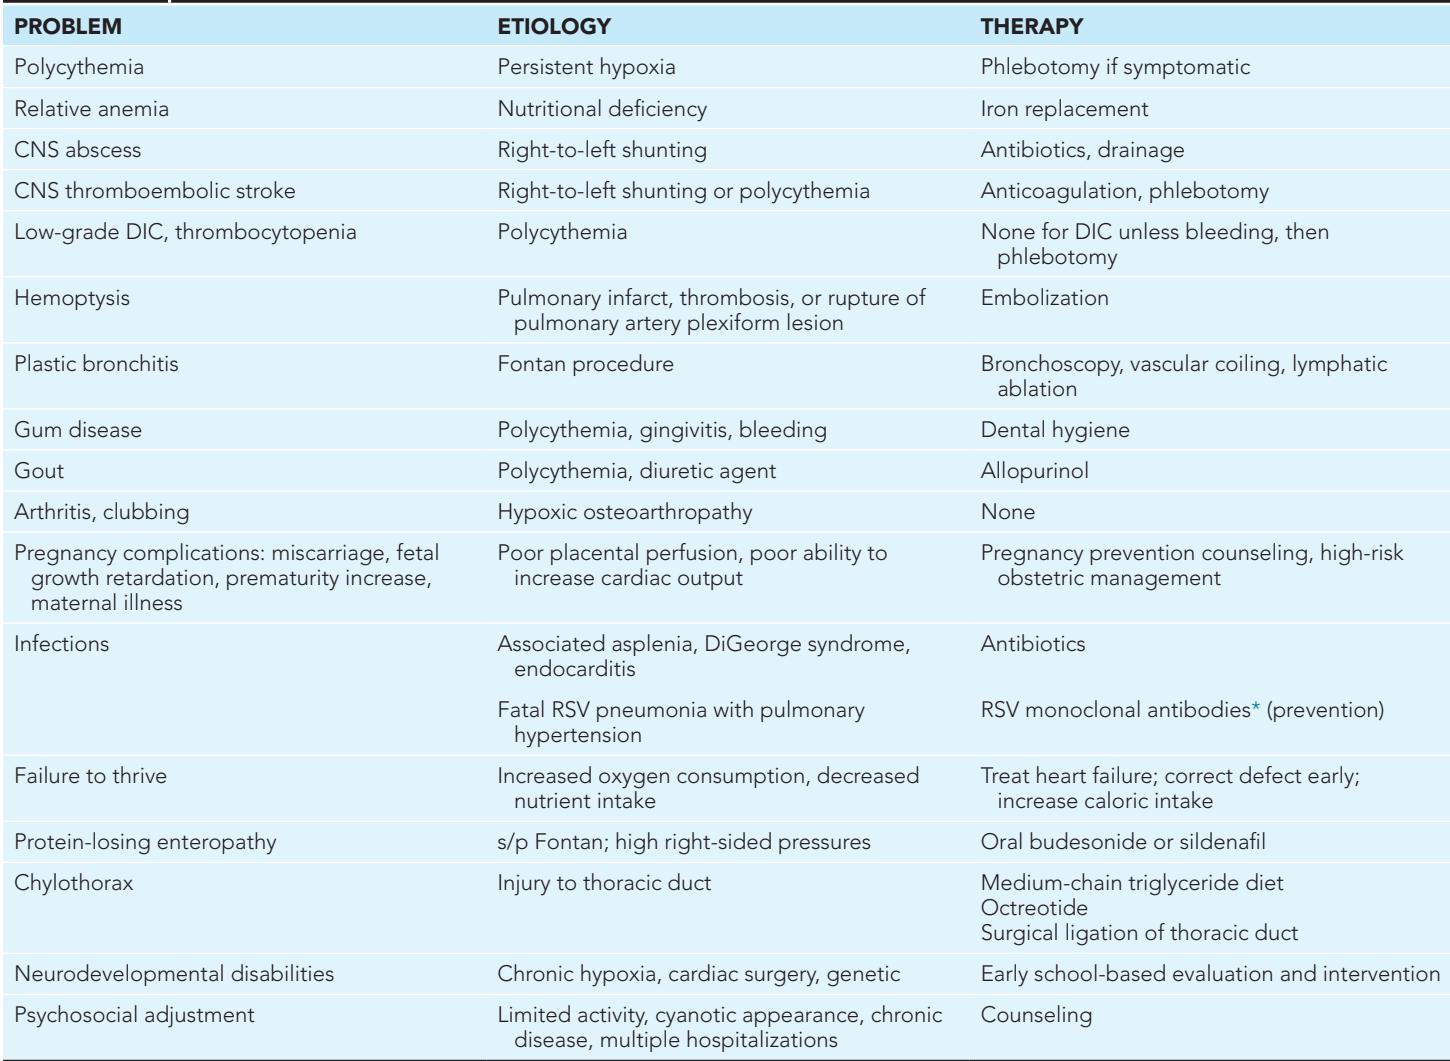 PROBLEM ETIOLOGY THERAPY
Polycythemia Persistent hypoxia Phlebotomy if symptomatic
Relative anemia Nutritional deficiency Iron replacement
CNS abscess Right-to-left shunting Antibiotics, drainage
CNS thromboembolic stroke Right-to-left shunting or polycythemia Anticoagulation, phlebotomy
Low-grade DIC, thrombocytopenia Polycythemia None for DIC unless bleeding, then
phlebotomy
Hemoptysis Pulmonary infarct, thrombosis, or rupture of Embolization
pulmonary artery plexiform lesion
Plastic bronchitis Fontan procedure Bronchoscopy, vascular coiling, lymphatic
ablation
Gum disease Polycythemia, gingivitis, bleeding Dental hygiene
Gout Polycythemia, diuretic agent Allopurinol
Arthritis, clubbing Hypoxic osteoarthropathy None
Pregnancy complications: miscarriage, fetal Poor placental perfusion, poor ability to Pregnancy prevention counseling, high-risk
growth retardation, prematurity increase, increase cardiac output obstetric management
maternal illness
Infections Associated asplenia, DiGeorge syndrome, Antibiotics
endocarditis
Fatal RSV pneumonia with pulmonary RSV monoclonal antibodies* (prevention)
hypertension
Failure to thrive Increased oxygen consumption, decreased Treat heart failure; correct defect early;
nutrient intake increase caloric intake
Protein-losing enteropathy s/p Fontan; high right-sided pressures Oral budesonide or sildenafil
Chylothorax Injury to thoracic duct Medium-chain triglyceride diet
Octreotide
Surgical ligation of thoracic duct
Neurodevelopmental disabilities Chronic hypoxia, cardiac surgery, genetic Early school-based evaluation and intervention
Psychosocial adjustment Limited activity, cyanotic appearance, chronic Counseling
disease, multiple hospitalizations